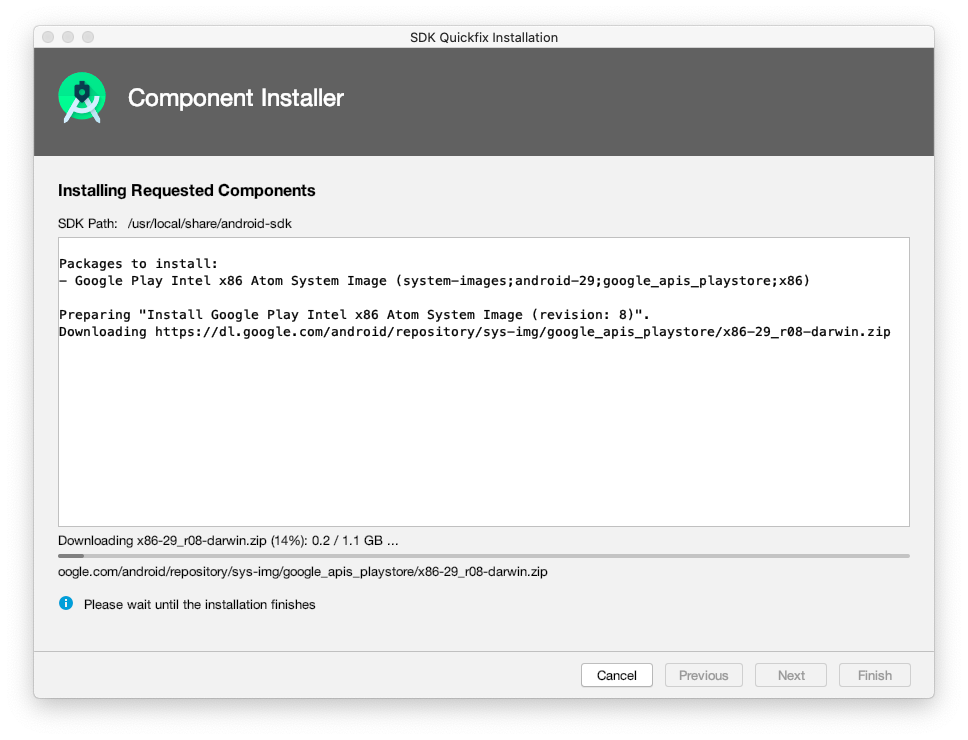 SDK Quickfix Installation
Component Installer
Installing Requested Components
SDK Path: /usr/local/share/android-sdk
Packages to install:
- Google Play Intel x86 Atom System Image (system-images;android-29;google_apis_playstore;x86)
Preparing "Install Google Play Intel x86 Atom System Image (revision: 8)".
Downloading https://dl.google.com/android/repository/sys-img/google_apis_playstore/x86-29_r08-darwin.zip
Downloading x86-29_r08-darwin.zip (14%): 0.2 / 1.1 GB ...
oogle.com/android/repository/sys-img/google_apis_playstore/x86-29_r08-darwin.zip
Please wait until the installation finishes
Cancel Previous Next Finish